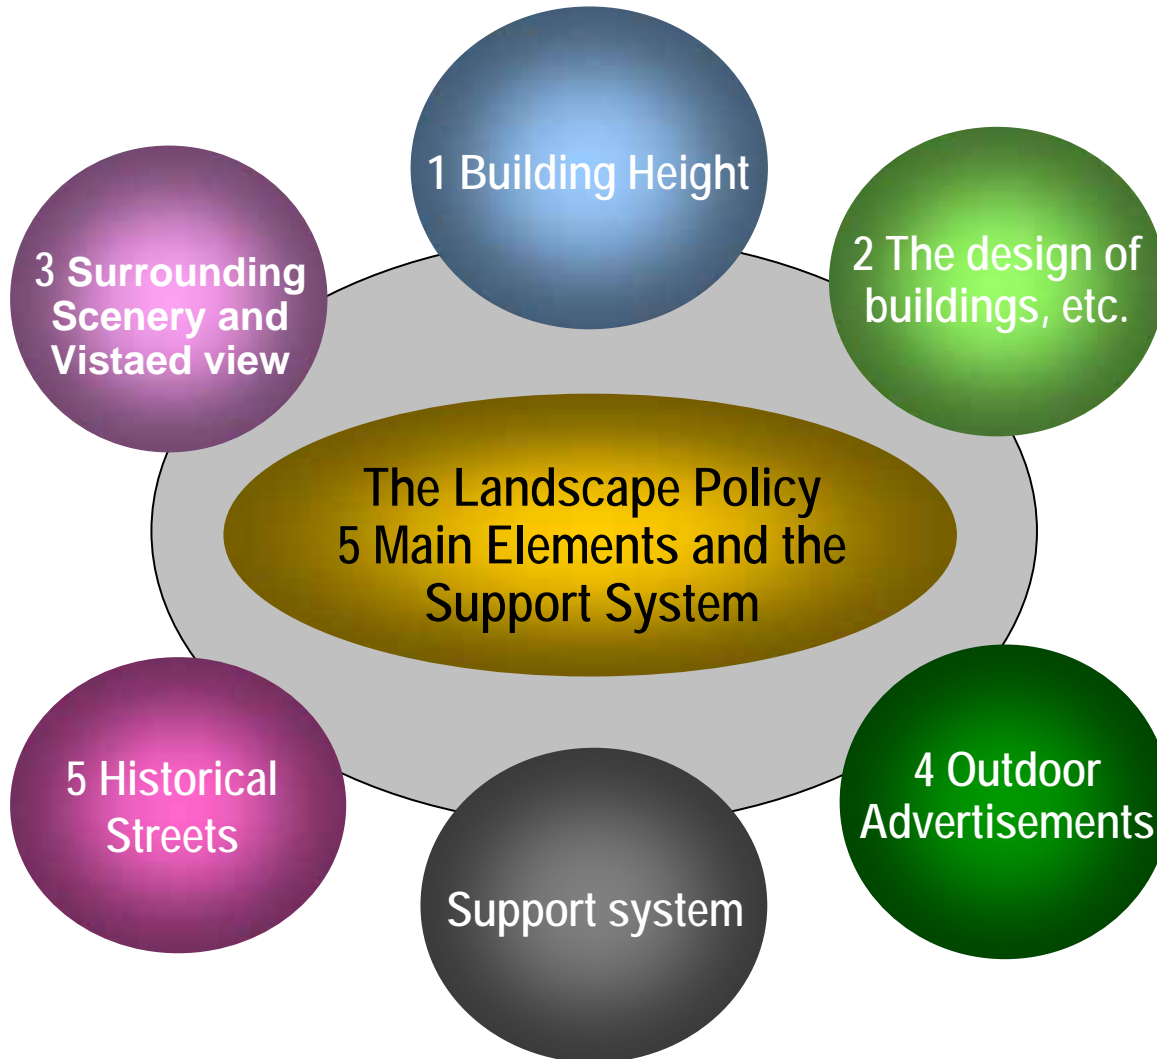 1 Building Height
2 The design of
buildings, etc.
3 Surrounding
Scenery and
Vistaed view
The Landscape Policy
5 Main Elements and the
Support System
4 Outdoor
Advertisements
5 Historical
Streets
Support system